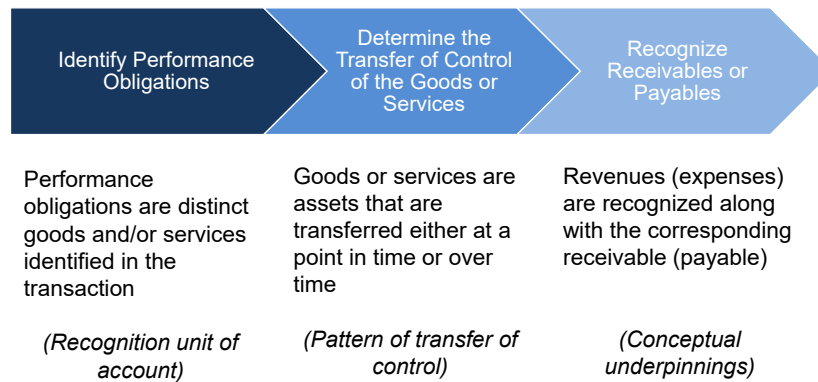 Identify Performance
Obligations
Determine the
Transfer of Control
of the Goods or
Services
Recognize
Receivables or
Payables
Performance
obligations are distinct
goods and/or services
identified in the
transaction
(Recognition unit of
account)
Goods or services are
assets that are
transferred either at a
point in time or over
time
(Pattern of transfer of
control)
Revenues (expenses)
are recognized along
with the corresponding
receivable (payable)
(Conceptual
underpinnings)